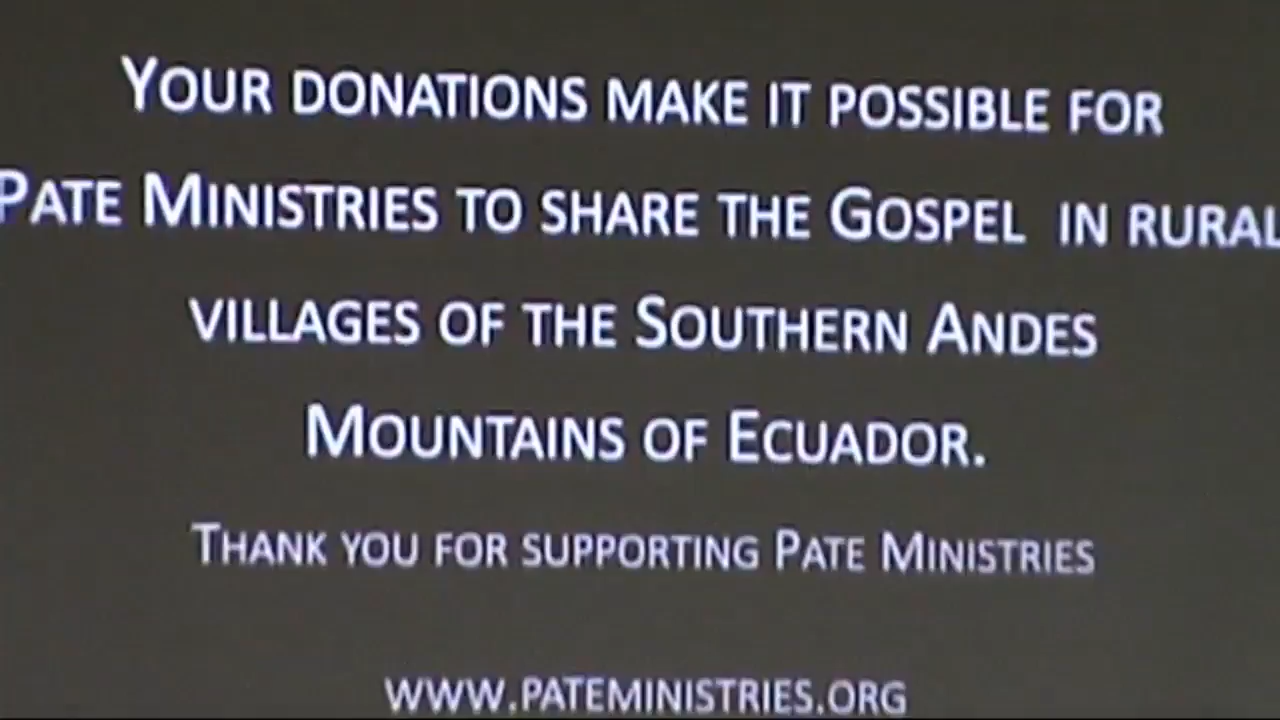 Your donations make it possible for
Pate Ministries to share the Gospel in rural
villages of the Southern Andes
Mountains of Ecuador.
Thank you for supporting Pate Ministries
www.pateministries.org